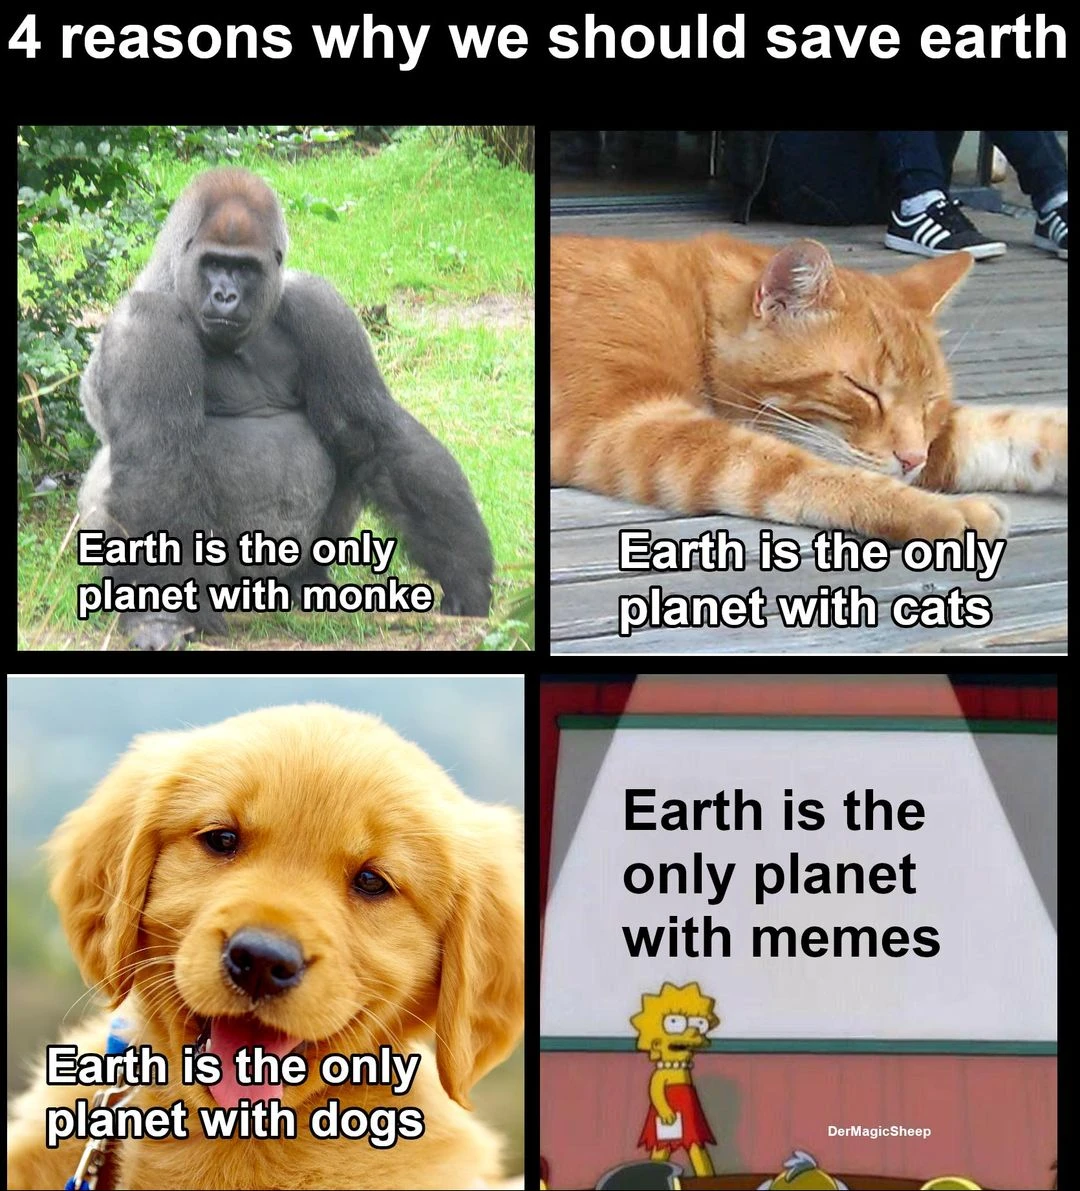 4 reasons why we should save earth
Earth is the only
planet with monke
Earth is the only
planet with cats
Earth is the only
planet with dogs
Earth is the
only planet
with memes
DerMagicSheep